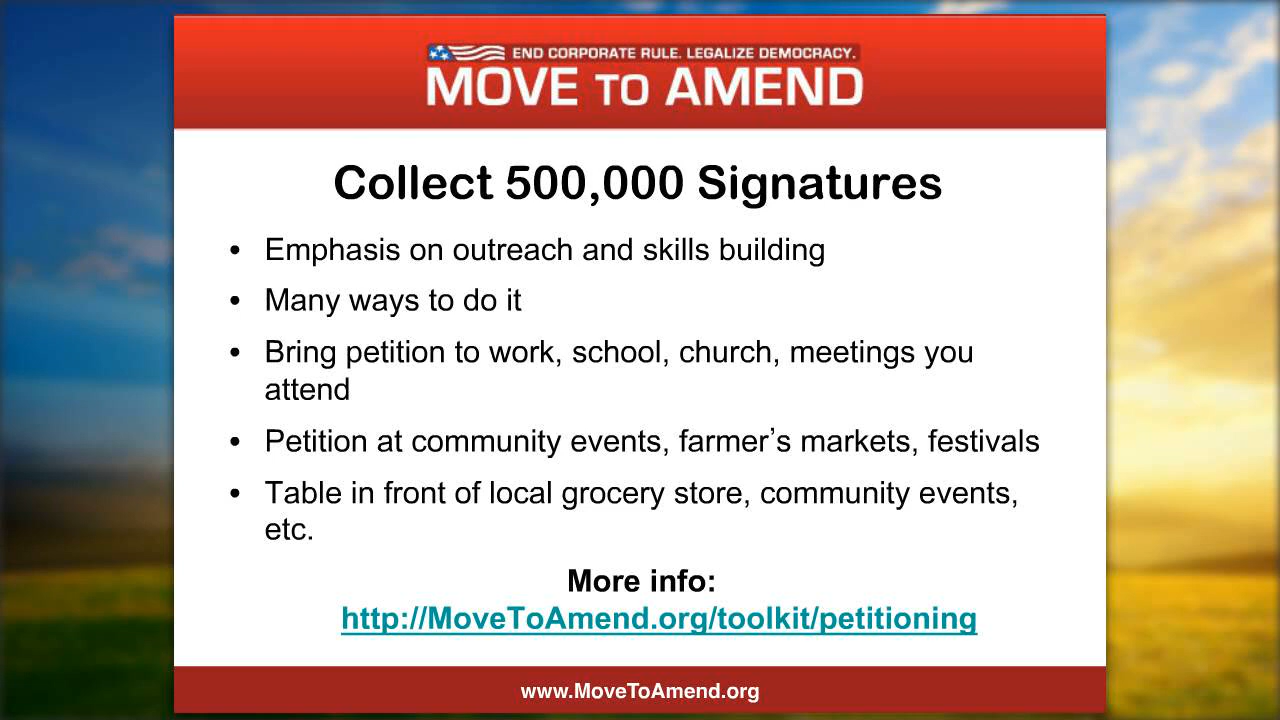 END CORPORATE RULE. LEGALIZE DEMOCRACY.
MOVE TO AMEND
Collect 500,000 Signatures
• Emphasis on outreach and skills building
• Many ways to do it
• Bring petition to work, school, church, meetings you
attend
• Petition at community events, farmer’s markets, festivals
• Table in front of local grocery store, community events,
etc.
More info:
http://MoveToAmend.org/toolkit/petitioning
www.MoveToAmend.org